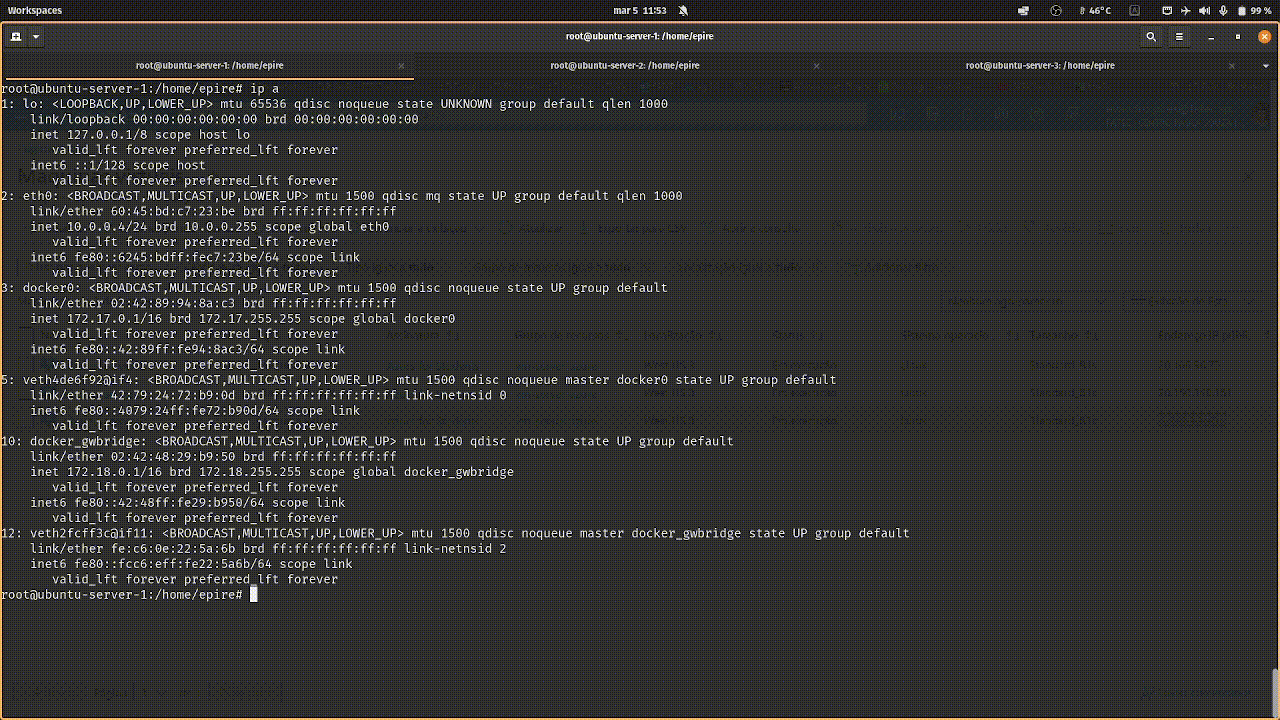 Workspaces
mar 5 11:53
46°C
A
99 %
root@ubuntu-server-1: /home/epire
root@ubuntu-server-1: /home/epire × root@ubuntu-server-2: /home/epire × root@ubuntu-server-3: /home/epire ×
root@ubuntu-server-1:/home/epire# ip a
1: lo: <LOOPBACK,UP,LOWER_UP> mtu 65536 qdisc noqueue state UNKNOWN group default qlen 1000
    link/loopback 00:00:00:00:00:00 brd 00:00:00:00:00:00
    inet 127.0.0.1/8 scope host lo
       valid_lft forever preferred_lft forever
    inet6 ::1/128 scope host
       valid_lft forever preferred_lft forever
2: eth0: <BROADCAST,MULTICAST,UP,LOWER_UP> mtu 1500 qdisc mq state UP group default qlen 1000
    link/ether 60:45:bd:c7:23:be brd ff:ff:ff:ff:ff:ff
    inet 10.0.0.4/24 brd 10.0.0.255 scope global eth0
       valid_lft forever preferred_lft forever
    inet6 fe80::6245:bdff:fec7:23be/64 scope link
       valid_lft forever preferred_lft forever
3: docker0: <BROADCAST,MULTICAST,UP,LOWER_UP> mtu 1500 qdisc noqueue state UP group default
    link/ether 02:42:89:94:8a:c3 brd ff:ff:ff:ff:ff:ff
    inet 172.17.0.1/16 brd 172.17.255.255 scope global docker0
       valid_lft forever preferred_lft forever
    inet6 fe80::42:89ff:fe94:8ac3/64 scope link
       valid_lft forever preferred_lft forever
5: veth4de6f92@if4: <BROADCAST,MULTICAST,UP,LOWER_UP> mtu 1500 qdisc noqueue master docker0 state UP group default
    link/ether 42:79:24:72:b9:0d brd ff:ff:ff:ff:ff:ff link-netnsid 0
    inet6 fe80::4079:24ff:fe72:b90d/64 scope link
       valid_lft forever preferred_lft forever
10: docker_gwbridge: <BROADCAST,MULTICAST,UP,LOWER_UP> mtu 1500 qdisc noqueue state UP group default
    link/ether 02:42:48:29:b9:50 brd ff:ff:ff:ff:ff:ff
    inet 172.18.0.1/16 brd 172.18.255.255 scope global docker_gwbridge
       valid_lft forever preferred_lft forever
    inet6 fe80::42:48ff:fe29:b950/64 scope link
       valid_lft forever preferred_lft forever
12: veth2fcff3c@if11: <BROADCAST,MULTICAST,UP,LOWER_UP> mtu 1500 qdisc noqueue master docker_gwbridge state UP group default
    link/ether fe:c6:0e:22:5a:6b brd ff:ff:ff:ff:ff:ff link-netnsid 2
    inet6 fe80::fcc6:eff:fe22:5a6b/64 scope link
       valid_lft forever preferred_lft forever
root@ubuntu-server-1:/home/epire#